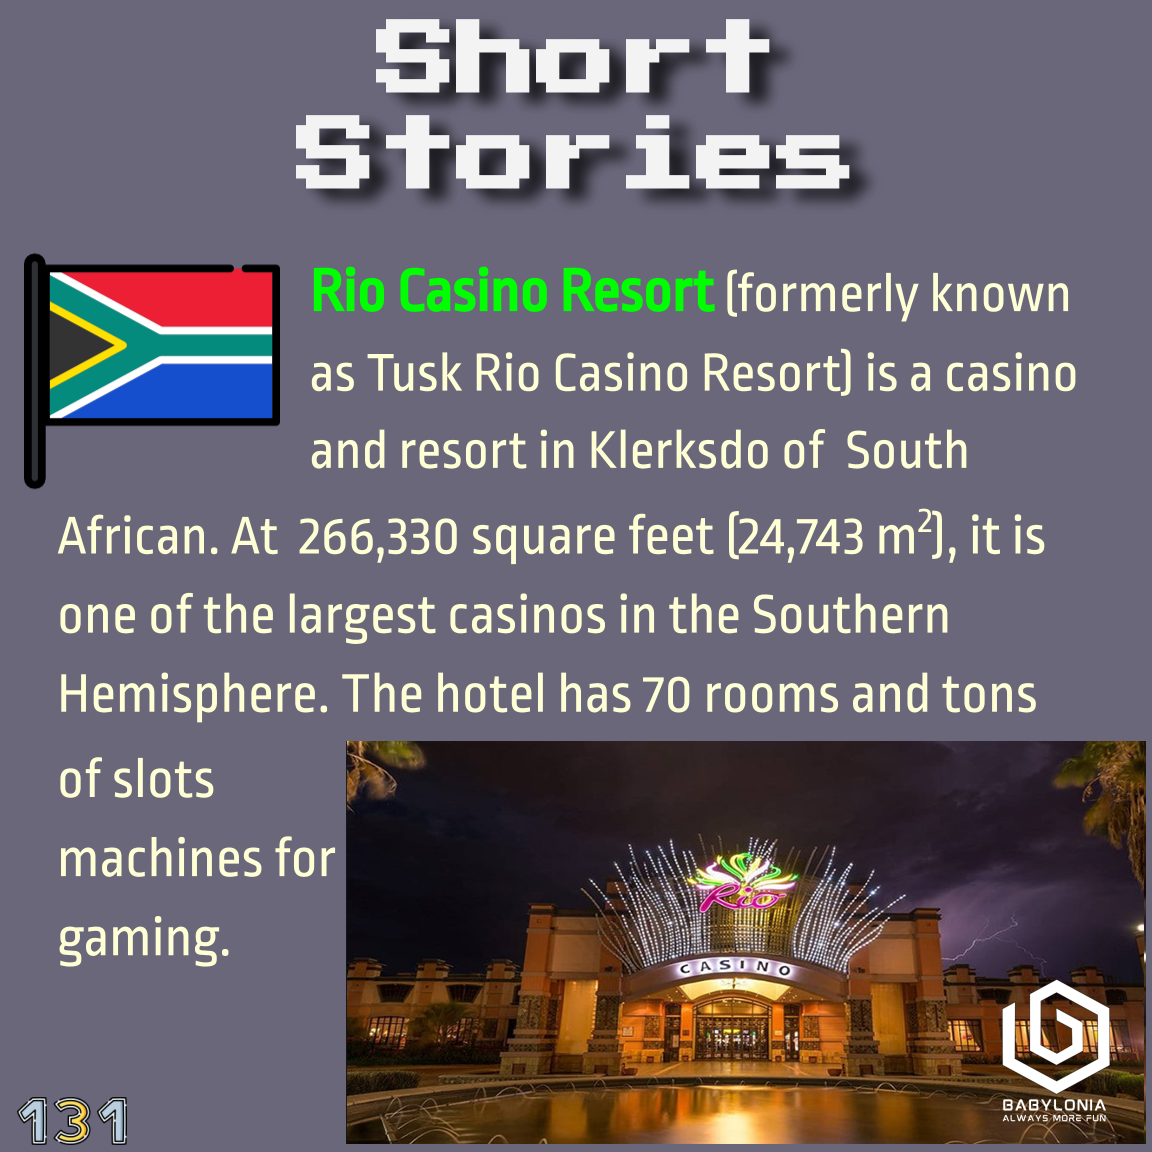 Short
Stories
Rio Casino Resort (formerly known
as Tusk Rio Casino Resort) is a casino
and resort in Klerksdo of South
African. At 266,330 square feet (24,743 m²), it is
one of the largest casinos in the Southern
Hemisphere. The hotel has 70 rooms and tons
of slots
machines for
gaming.
Rio
CASINO
BABYLONIA
ALWAYS MORE FUN
131